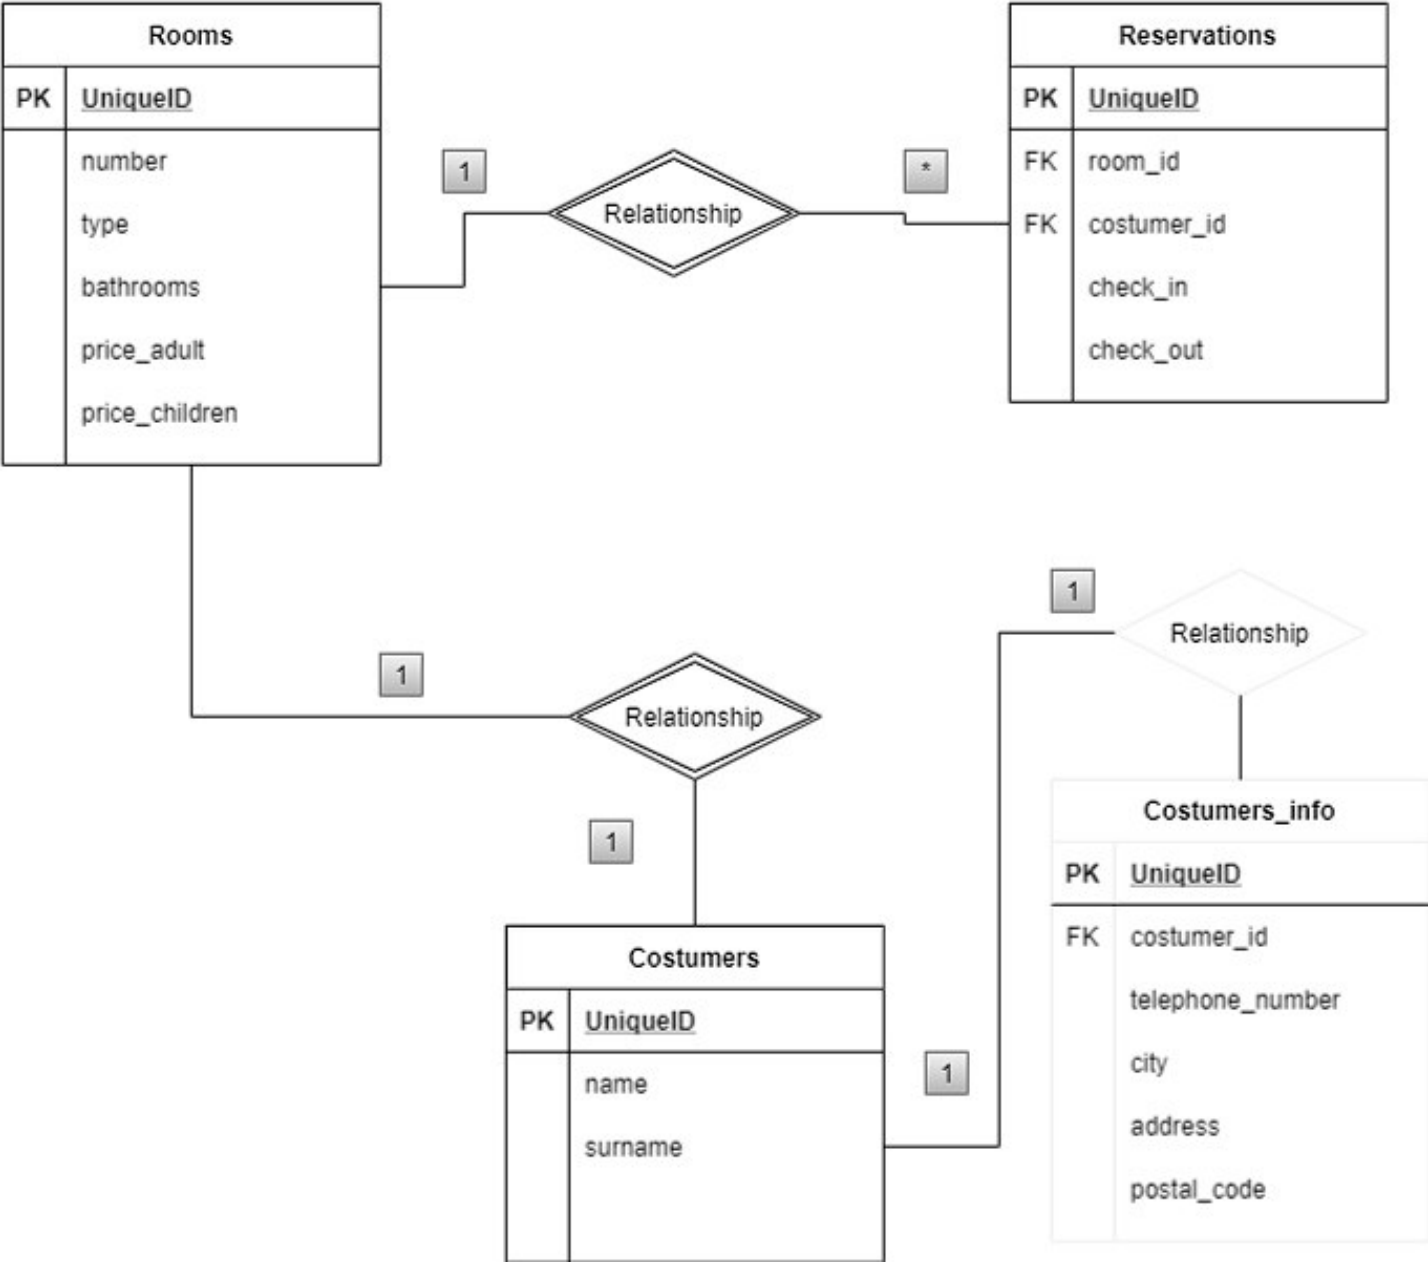 Rooms
PK UniqueID
number
type
bathrooms
price_adult
price_children
1
Relationship
*
Reservations
PK UniqueID
FK room_id
FK costumer_id
check_in
check_out
1
Relationship
1
1
Relationship
Costumers
PK UniqueID
name
surname
1
Costumers_info
PK UniqueID
FK costumer_id
telephone_number
city
address
postal_code